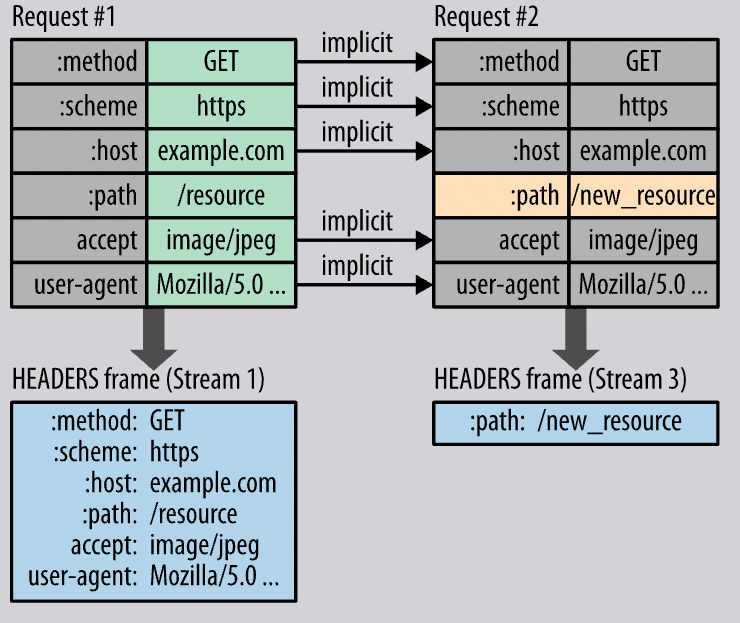 Request #1
:method GET
:scheme https
:host example.com
:path /resource
accept image/jpeg
user-agent Mozilla/5.0 ...
implicit
implicit
implicit
implicit
implicit
Request #2
:method GET
:scheme https
:host example.com
:path /new_resource
accept image/jpeg
user-agent Mozilla/5.0 ...
HEADERS frame (Stream 1)
:method: GET
:scheme: https
:host: example.com
:path: /resource
accept: image/jpeg
user-agent: Mozilla/5.0 ...
HEADERS frame (Stream 3)
:path: /new_resource